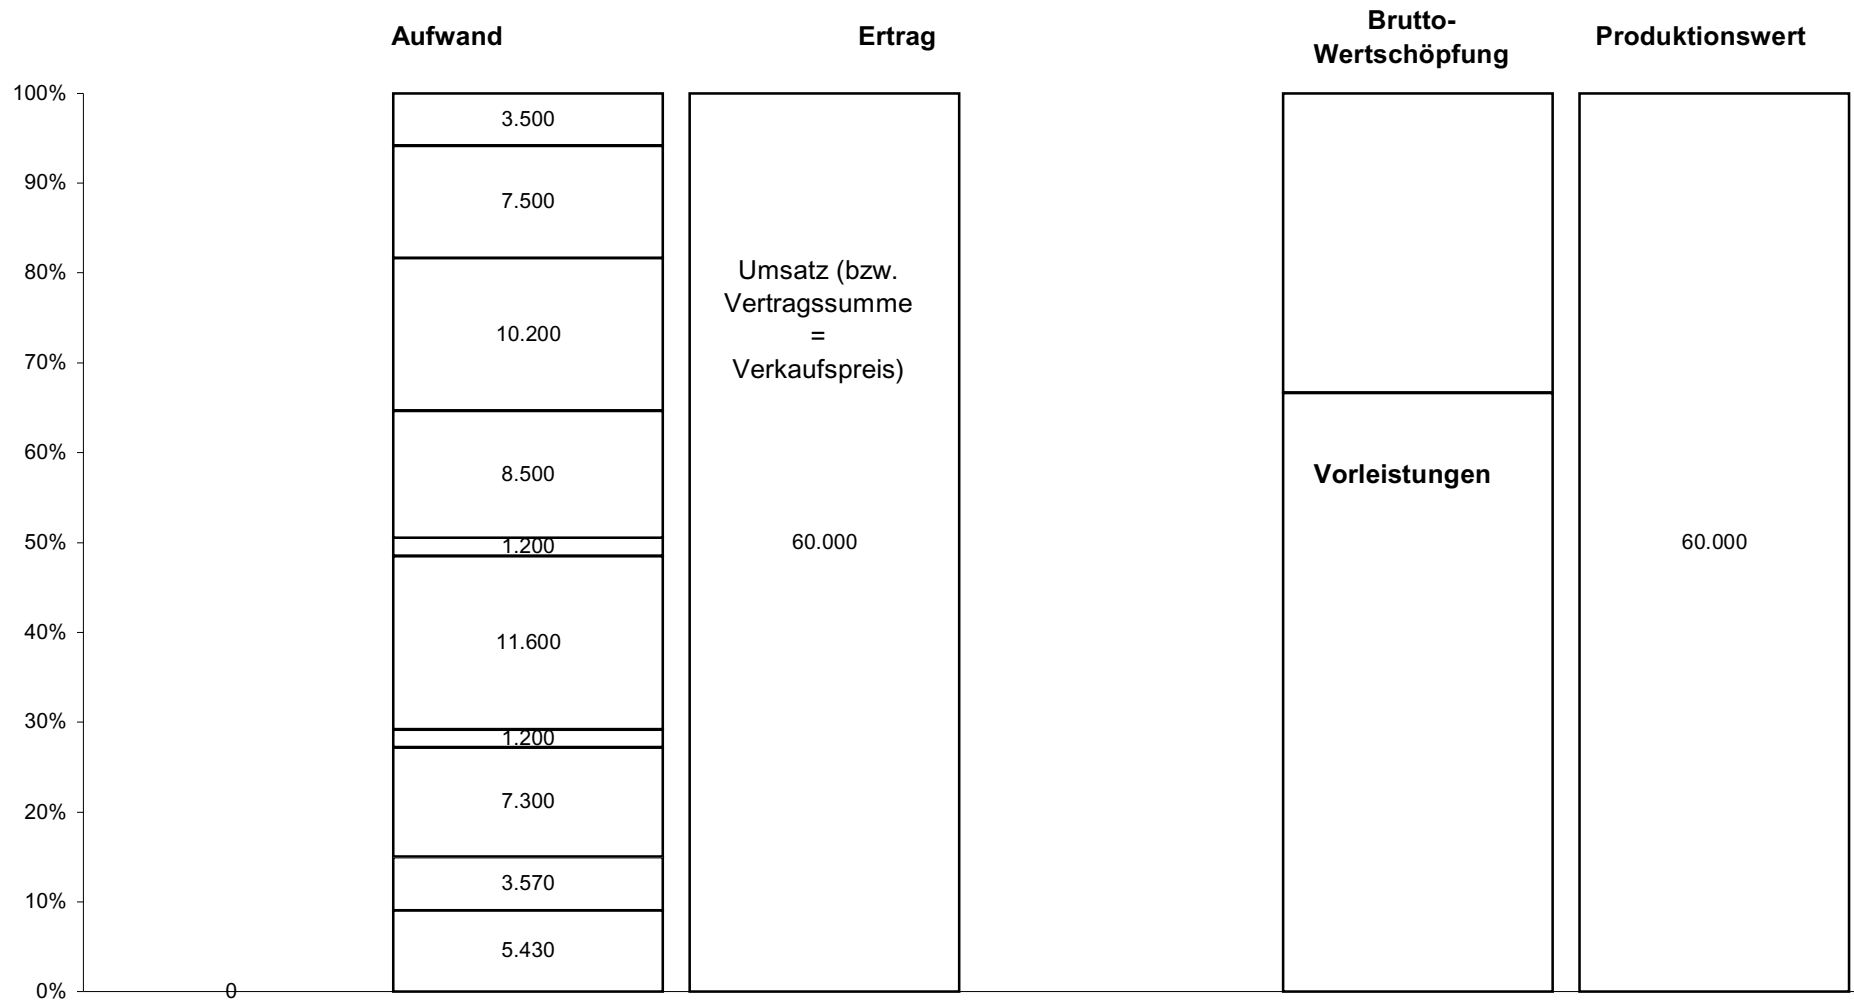 Aufwand
Ertrag
Brutto-
Wertschöpfung
Produktionswert
100%
90%
80%
70%
60%
50%
40%
30%
20%
10%
0%
0
3.500
7.500
10.200
8.500
1.200
11.600
1.200
7.300
3.570
5.430
Umsatz (bzw.
Vertragssumme
=
Verkaufspreis)
60.000
Vorleistungen
60.000